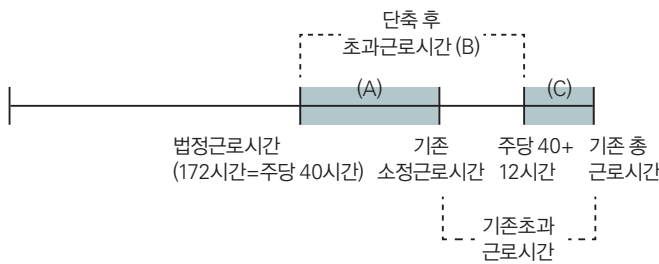 단축 후
초과근로시간 (B)
(A)
(C)
법정근로시간
(172시간=주당 40시간)
기존
소정근로시간
주당 40+
12시간
기존 총
근로시간
기존초과
근로시간